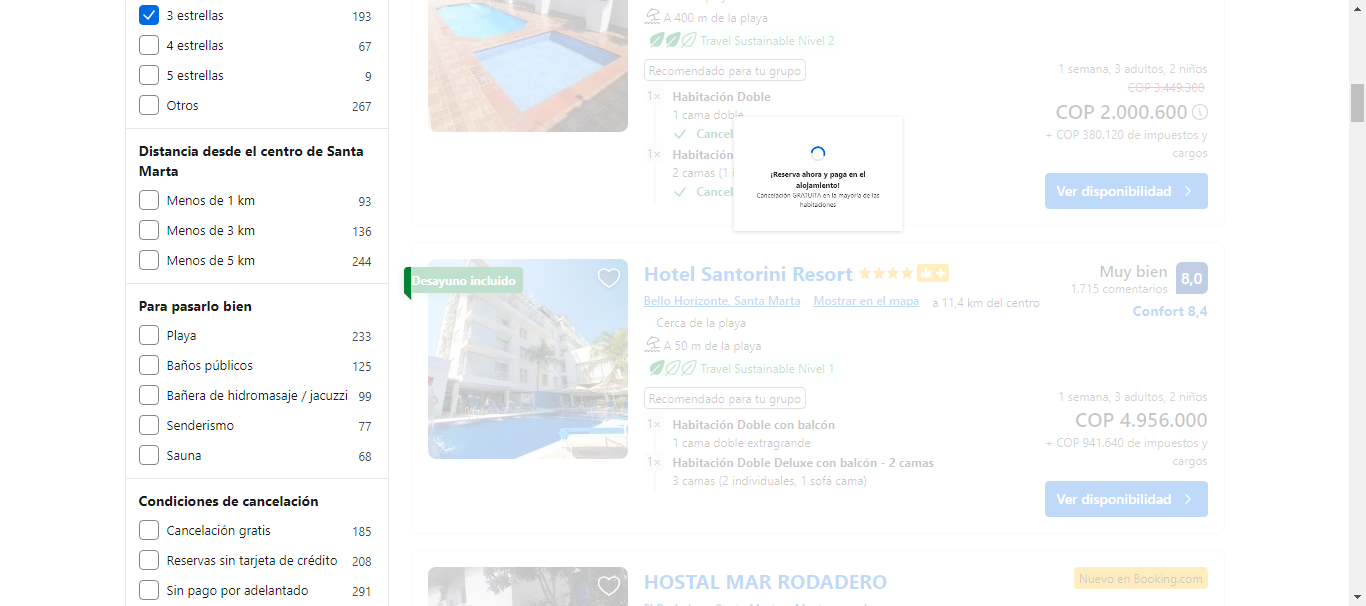 3 estrellas 193
4 estrellas 67
5 estrellas 9
Otros 267
Distancia desde el centro de Santa
Marta
Menos de 1 km 93
Menos de 3 km 136
Menos de 5 km 244
Para pasarlo bien
Playa 233
Baños públicos 125
Bañera de hidromasaje / jacuzzi 99
Senderismo 77
Sauna 68
Condiciones de cancelación
Cancelación gratis 185
Reservas sin tarjeta de crédito 208
Sin pago por adelantado 291
A 400 m de la playa
Travel Sustainable Nivel 2
Recomendado para tu grupo
1× Habitación Doble
1 cama doble
Cancel
1× Habitación
2 camas (1 i
Cancel
1 semana, 3 adultos, 2 niños
COP 3.449.300
COP 2.000.600
+ COP 380.120 de impuestos y
cargos
Ver disponibilidad
¡Reserva ahora y paga en el
alojamiento!
Cancelación GRATUITA en la mayoría de las
habitaciones
Desayuno incluido
Hotel Santorini Resort
Bello Horizonte, Santa Marta Mostrar en el mapa a 11,4 km del centro
Cerca de la playa
A 50 m de la playa
Travel Sustainable Nivel 1
Recomendado para tu grupo
1× Habitación Doble con balcón
1 cama doble extragrande
1× Habitación Doble Deluxe con balcón - 2 camas
3 camas (2 individuales, 1 sofá cama)
Muy bien 8,0
1.715 comentarios
Confort 8,4
1 semana, 3 adultos, 2 niños
COP 4.956.000
+ COP 941.640 de impuestos y
cargos
Ver disponibilidad
HOSTAL MAR RODADERO
Nuevo en Booking.com